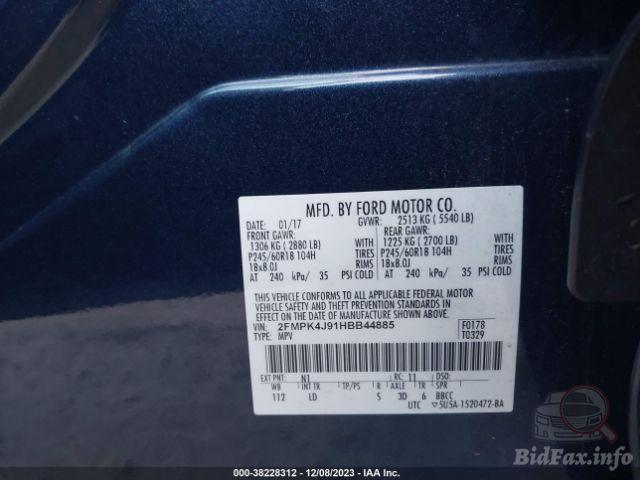 MFD. BY FORD MOTOR CO.
DATE: 01/17 GVWR: 2513 KG ( 5540 LB)
FRONT GAWR: REAR GAWR:
1306 KG ( 2880 LB) 1225 KG ( 2700 LB)
P245/60R18 104H TIRES P245/60R18 104H TIRES
18x8.0J RIMS 18x8.0J RIMS
AT 240 kPa/ 35 PSI COLD AT 240 kPa/ 35 PSI COLD
THIS VEHICLE CONFORMS TO ALL APPLICABLE FEDERAL MOTOR
VEHICLE SAFETY AND THEFT PREVENTION STANDARDS IN
EFFECT ON THE DATE OF MANUFACTURE SHOWN ABOVE.
VIN: 2FMPK4J91HBB44885 F0178
TYPE: MPV T0329
EXT PNT: N1 RC: 11 DSO:
WB INT TR TP/PS R AXLE TR SPR
112 LD S 3D 6 BBCC
UTC 5U5A-1520472-BA
000-38228312 - 12/08/2023 - IAA Inc.
BidFax.info